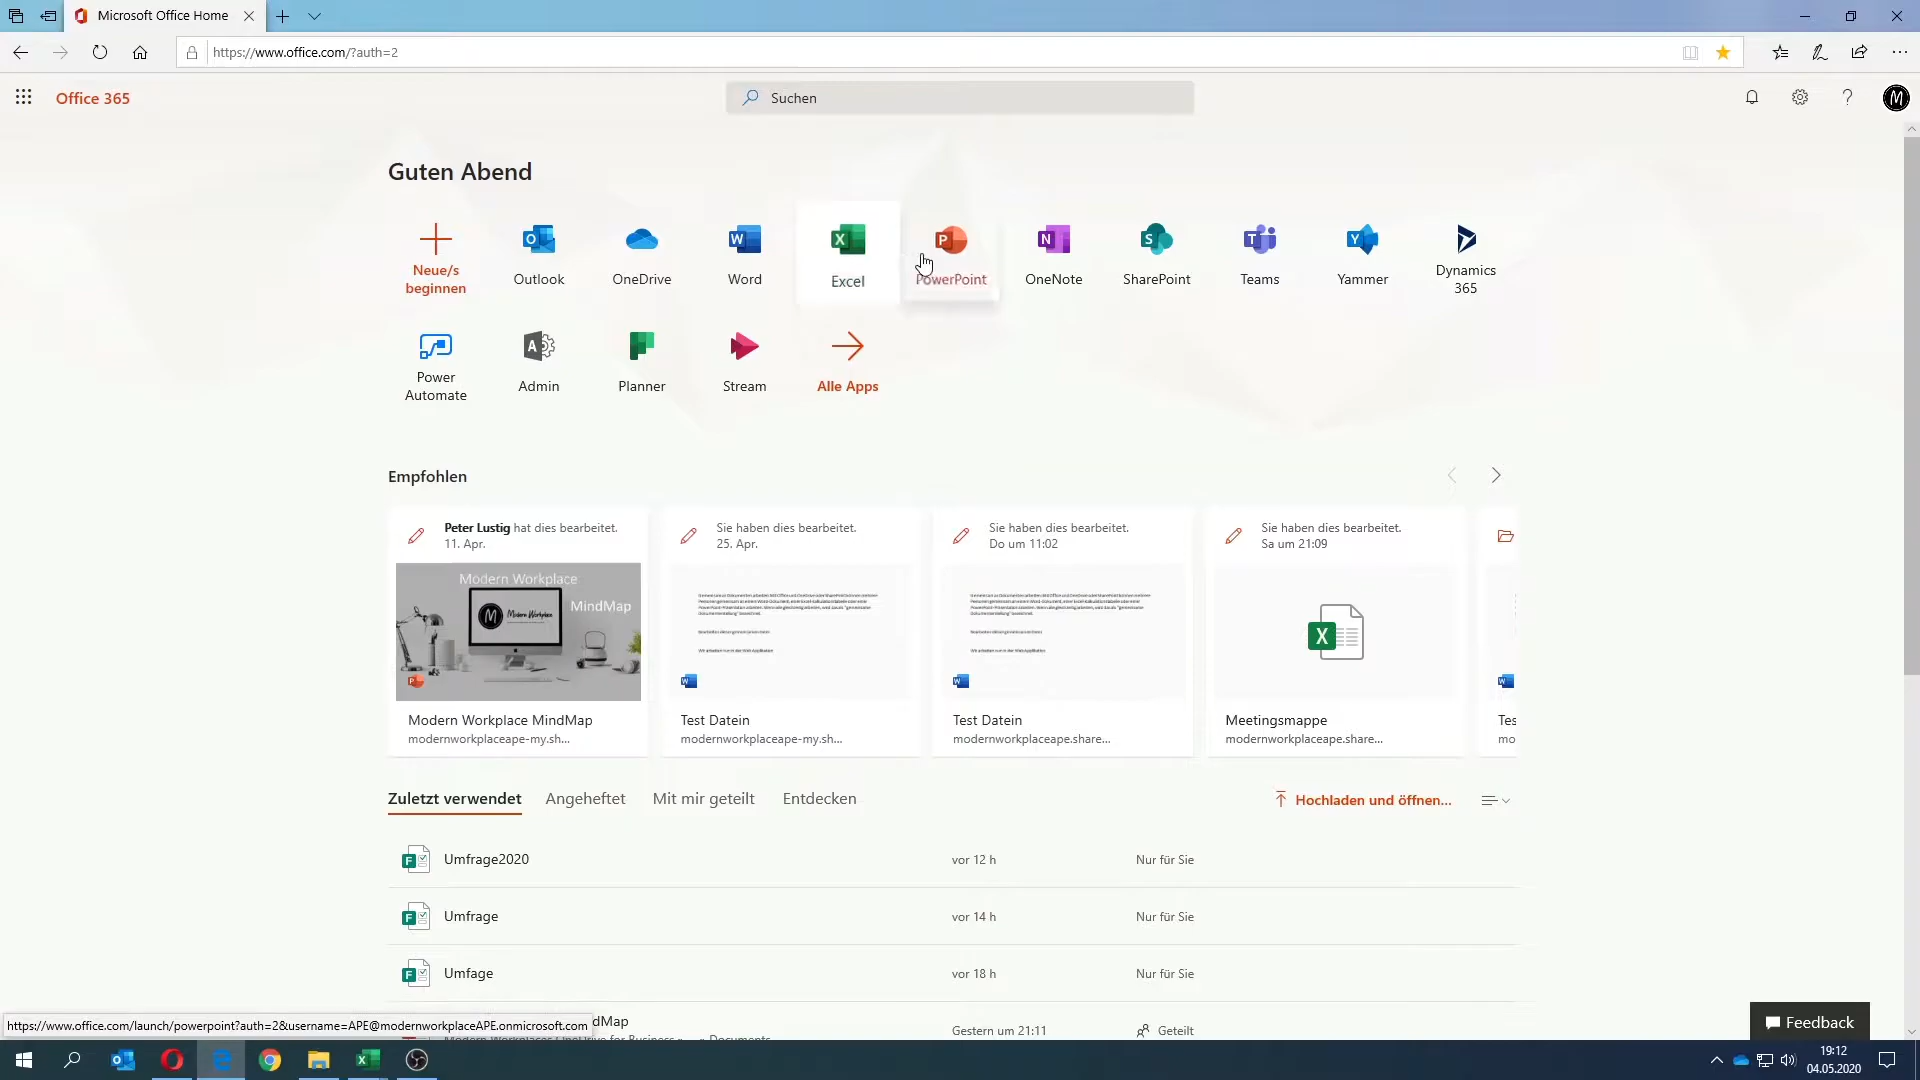 Microsoft Office Home
https://www.office.com/?auth=2
Office 365
Suchen
Guten Abend
Neue/s beginnen
Outlook
OneDrive
Word
Excel
PowerPoint
OneNote
SharePoint
Teams
Yammer
Dynamics 365
Power Automate
Admin
Planner
Stream
Alle Apps
Empfohlen
Peter Lustig hat dies bearbeitet.
11. Apr.
Modern Workplace
MindMap
Modern Workplace
Modern Workplace MindMap
modernworkplaceape-my.sh...
Sie haben dies bearbeitet.
25. Apr.
Test Datein
modernworkplaceape-my.sh...
Sie haben dies bearbeitet.
Do um 11:02
Test Datein
modernworkplaceape.share...
Sie haben dies bearbeitet.
Sa um 21:09
Meetingsmappe
modernworkplaceape.share...
Tes
mo
Zuletzt verwendet
Angeheftet
Mit mir geteilt
Entdecken
Hochladen und öffnen...
Umfrage2020
vor 12 h
Nur für Sie
Umfrage
vor 14 h
Nur für Sie
Umfage
vor 18 h
Nur für Sie
dMap
Gestern um 21:11
Geteilt
https://www.office.com/launch/powerpoint?auth=2&username=APE@modernworkplaceAPE.onmicrosoft.com
Feedback
19:12
04.05.2020